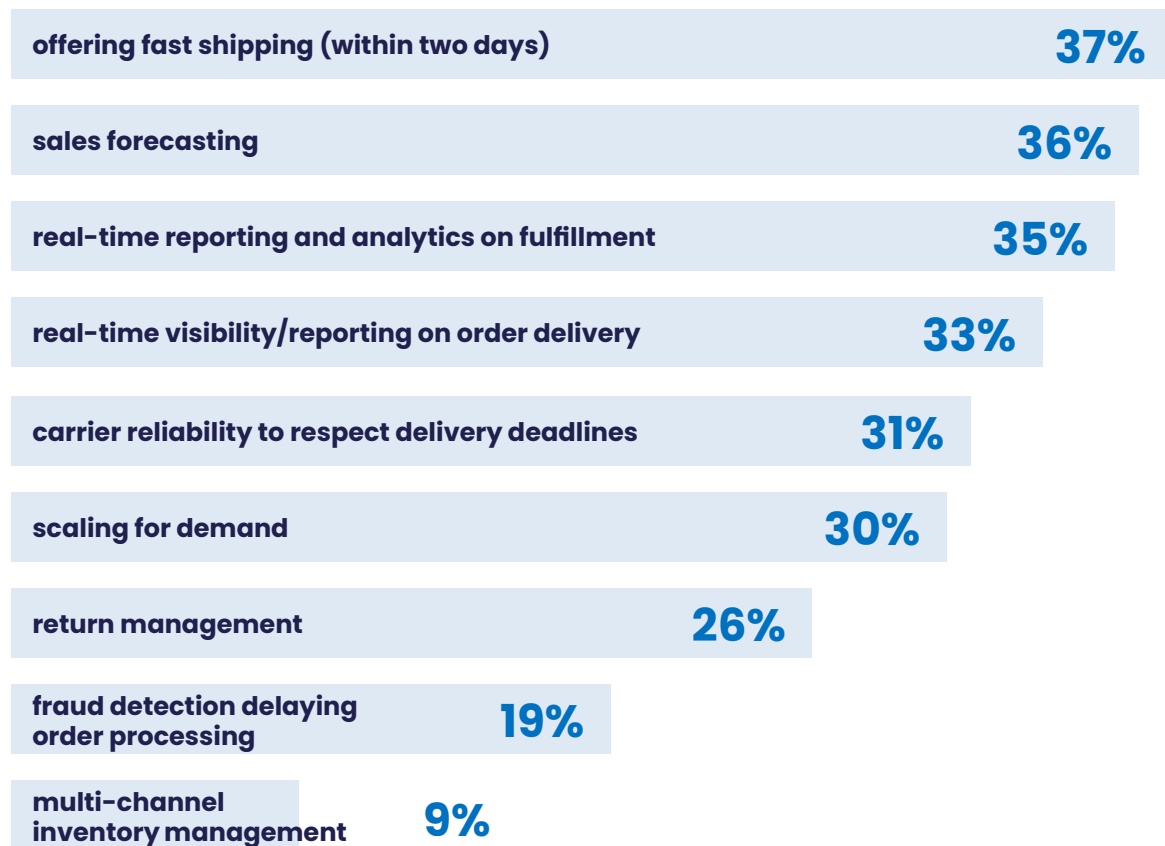 offering fast shipping (within two days) 37%
sales forecasting 36%
real-time reporting and analytics on fulfillment 35%
real-time visibility/reporting on order delivery 33%
carrier reliability to respect delivery deadlines 31%
scaling for demand 30%
return management 26%
fraud detection delaying
order processing 19%
multi-channel
inventory management 9%